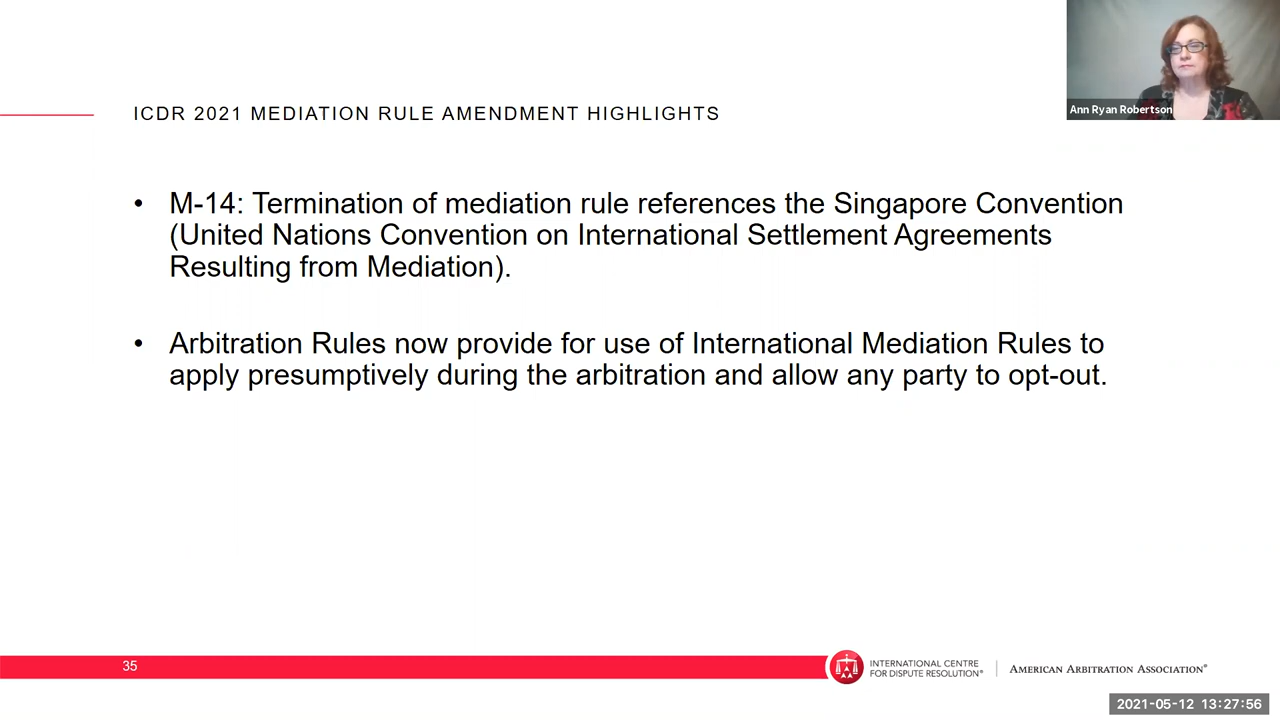 Ann Ryan Robertson
ICDR 2021 MEDIATION RULE AMENDMENT HIGHLIGHTS
• M-14: Termination of mediation rule references the Singapore Convention
(United Nations Convention on International Settlement Agreements
Resulting from Mediation).
• Arbitration Rules now provide for use of International Mediation Rules to
apply presumptively during the arbitration and allow any party to opt-out.
35
INTERNATIONAL CENTRE
FOR DISPUTE RESOLUTION®
AMERICAN ARBITRATION ASSOCIATION®
2021-05-12 13:27:56